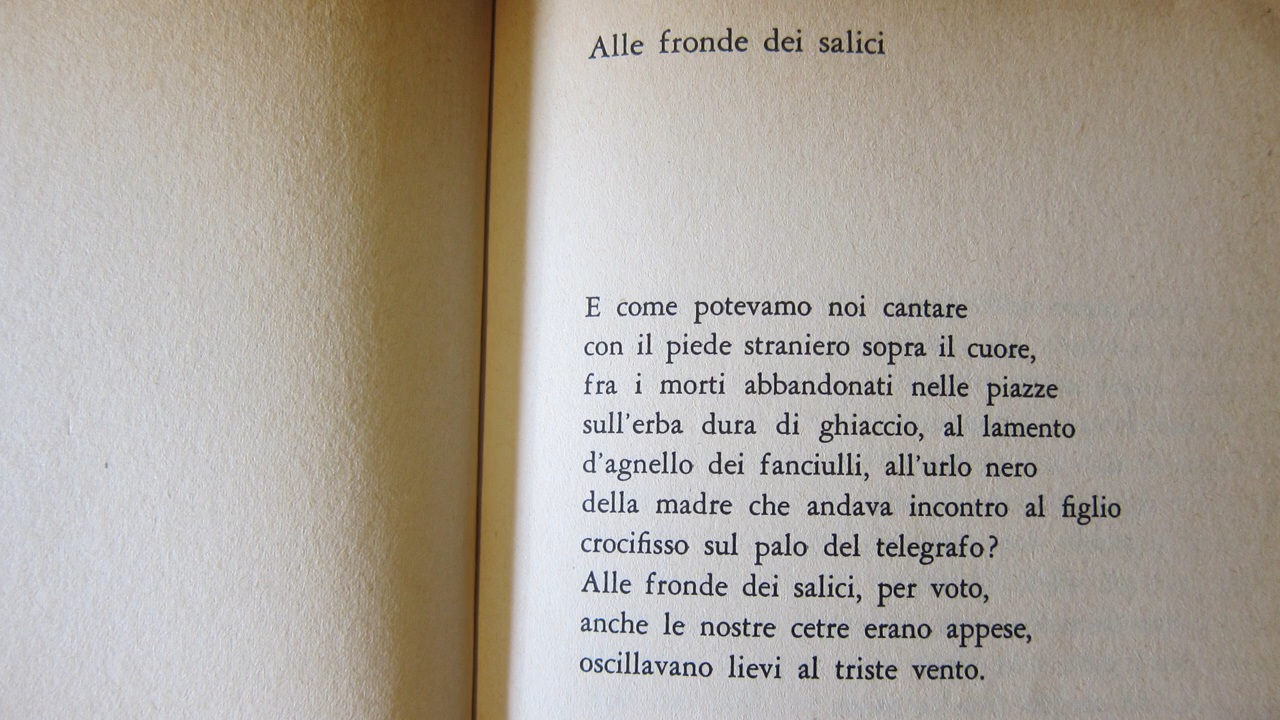 Alle fronde dei salici
E come potevamo noi cantare
con il piede straniero sopra il cuore,
fra i morti abbandonati nelle piazze
sull'erba dura di ghiaccio, al lamento
d'agnello dei fanciulli, all'urlo nero
della madre che andava incontro al figlio
crocifisso sul palo del telegrafo?
Alle fronde dei salici, per voto,
anche le nostre cetre erano appese,
oscillavano lievi al triste vento.